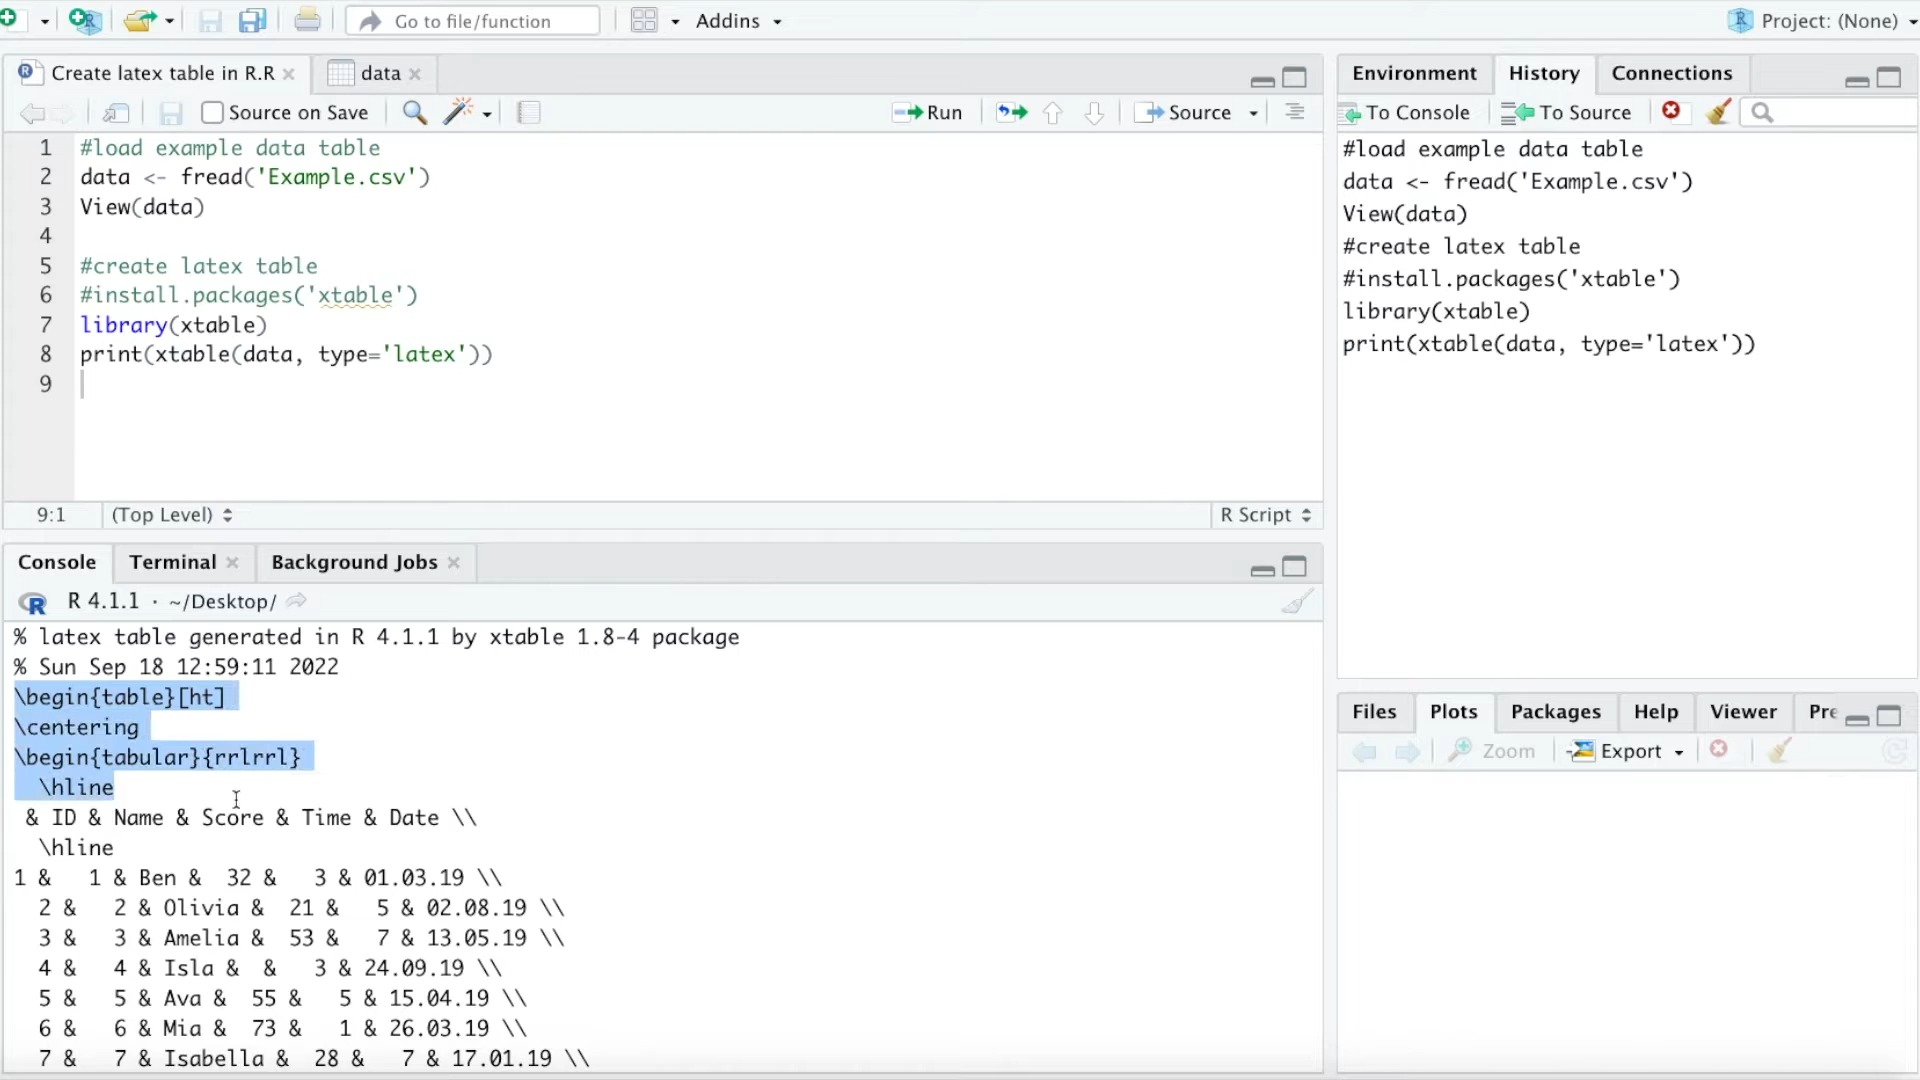 Go to file/function
Addins
Project: (None)
Create latex table in R.R
data
Source on Save
Run
Source
1 #load example data table
2 data <- fread('Example.csv')
3 View(data)
4
5 #create latex table
6 #install.packages('xtable')
7 library(xtable)
8 print(xtable(data, type='latex'))
9
9:1 (Top Level)
R Script
Console
Terminal
Background Jobs
R 4.1.1 · ~/Desktop/
% latex table generated in R 4.1.1 by xtable 1.8-4 package
% Sun Sep 18 12:59:11 2022
\begin{table}[ht]
\centering
\begin{tabular}{rrlrrl}
  \hline
 & ID & Name & Score & Time & Date \\
  \hline
1 &   1 & Ben &  32 &   3 & 01.03.19 \\
  2 &   2 & Olivia &  21 &   5 & 02.08.19 \\
  3 &   3 & Amelia &  53 &   7 & 13.05.19 \\
  4 &   4 & Isla &  &   3 & 24.09.19 \\
  5 &   5 & Ava &  55 &   5 & 15.04.19 \\
  6 &   6 & Mia &  73 &   1 & 26.03.19 \\
  7 &   7 & Isabella &  28 &   7 & 17.01.19 \\
Environment
History
Connections
To Console
To Source
#load example data table
data <- fread('Example.csv')
View(data)
#create latex table
#install.packages('xtable')
library(xtable)
print(xtable(data, type='latex'))
Files
Plots
Packages
Help
Viewer
Pre
Zoom
Export